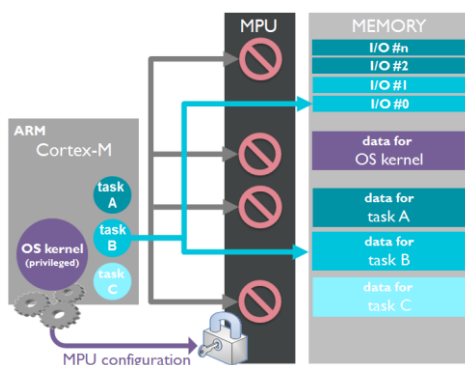 MPU
MEMORY
I/O #n
I/O #2
I/O #1
I/O #0
ARM
Cortex-M
data for
OS kernel
task
A
data for
task A
OS kernel
(privileged)
task
B
data for
task B
task
C
data for
task C
MPU configuration